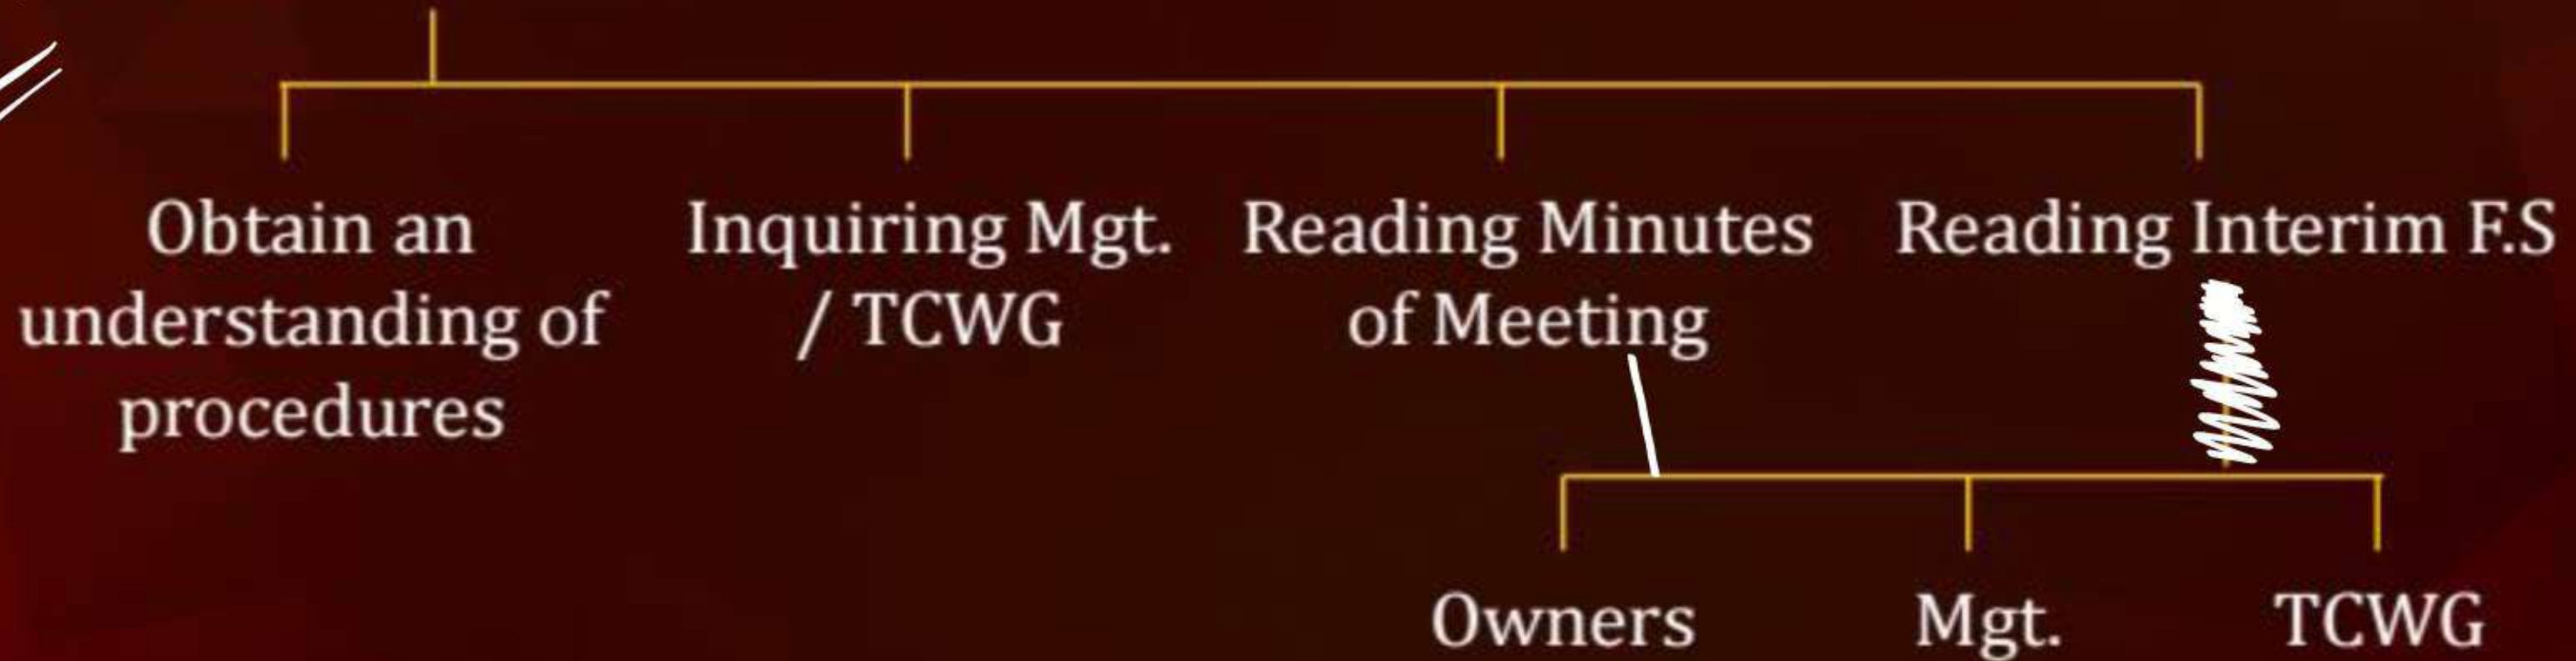 Obtain an
understanding of
procedures
Inquiring Mgt.
/ TCWG
Reading Minutes
of Meeting
Reading Interim F.S
Owners
Mgt.
TCWG